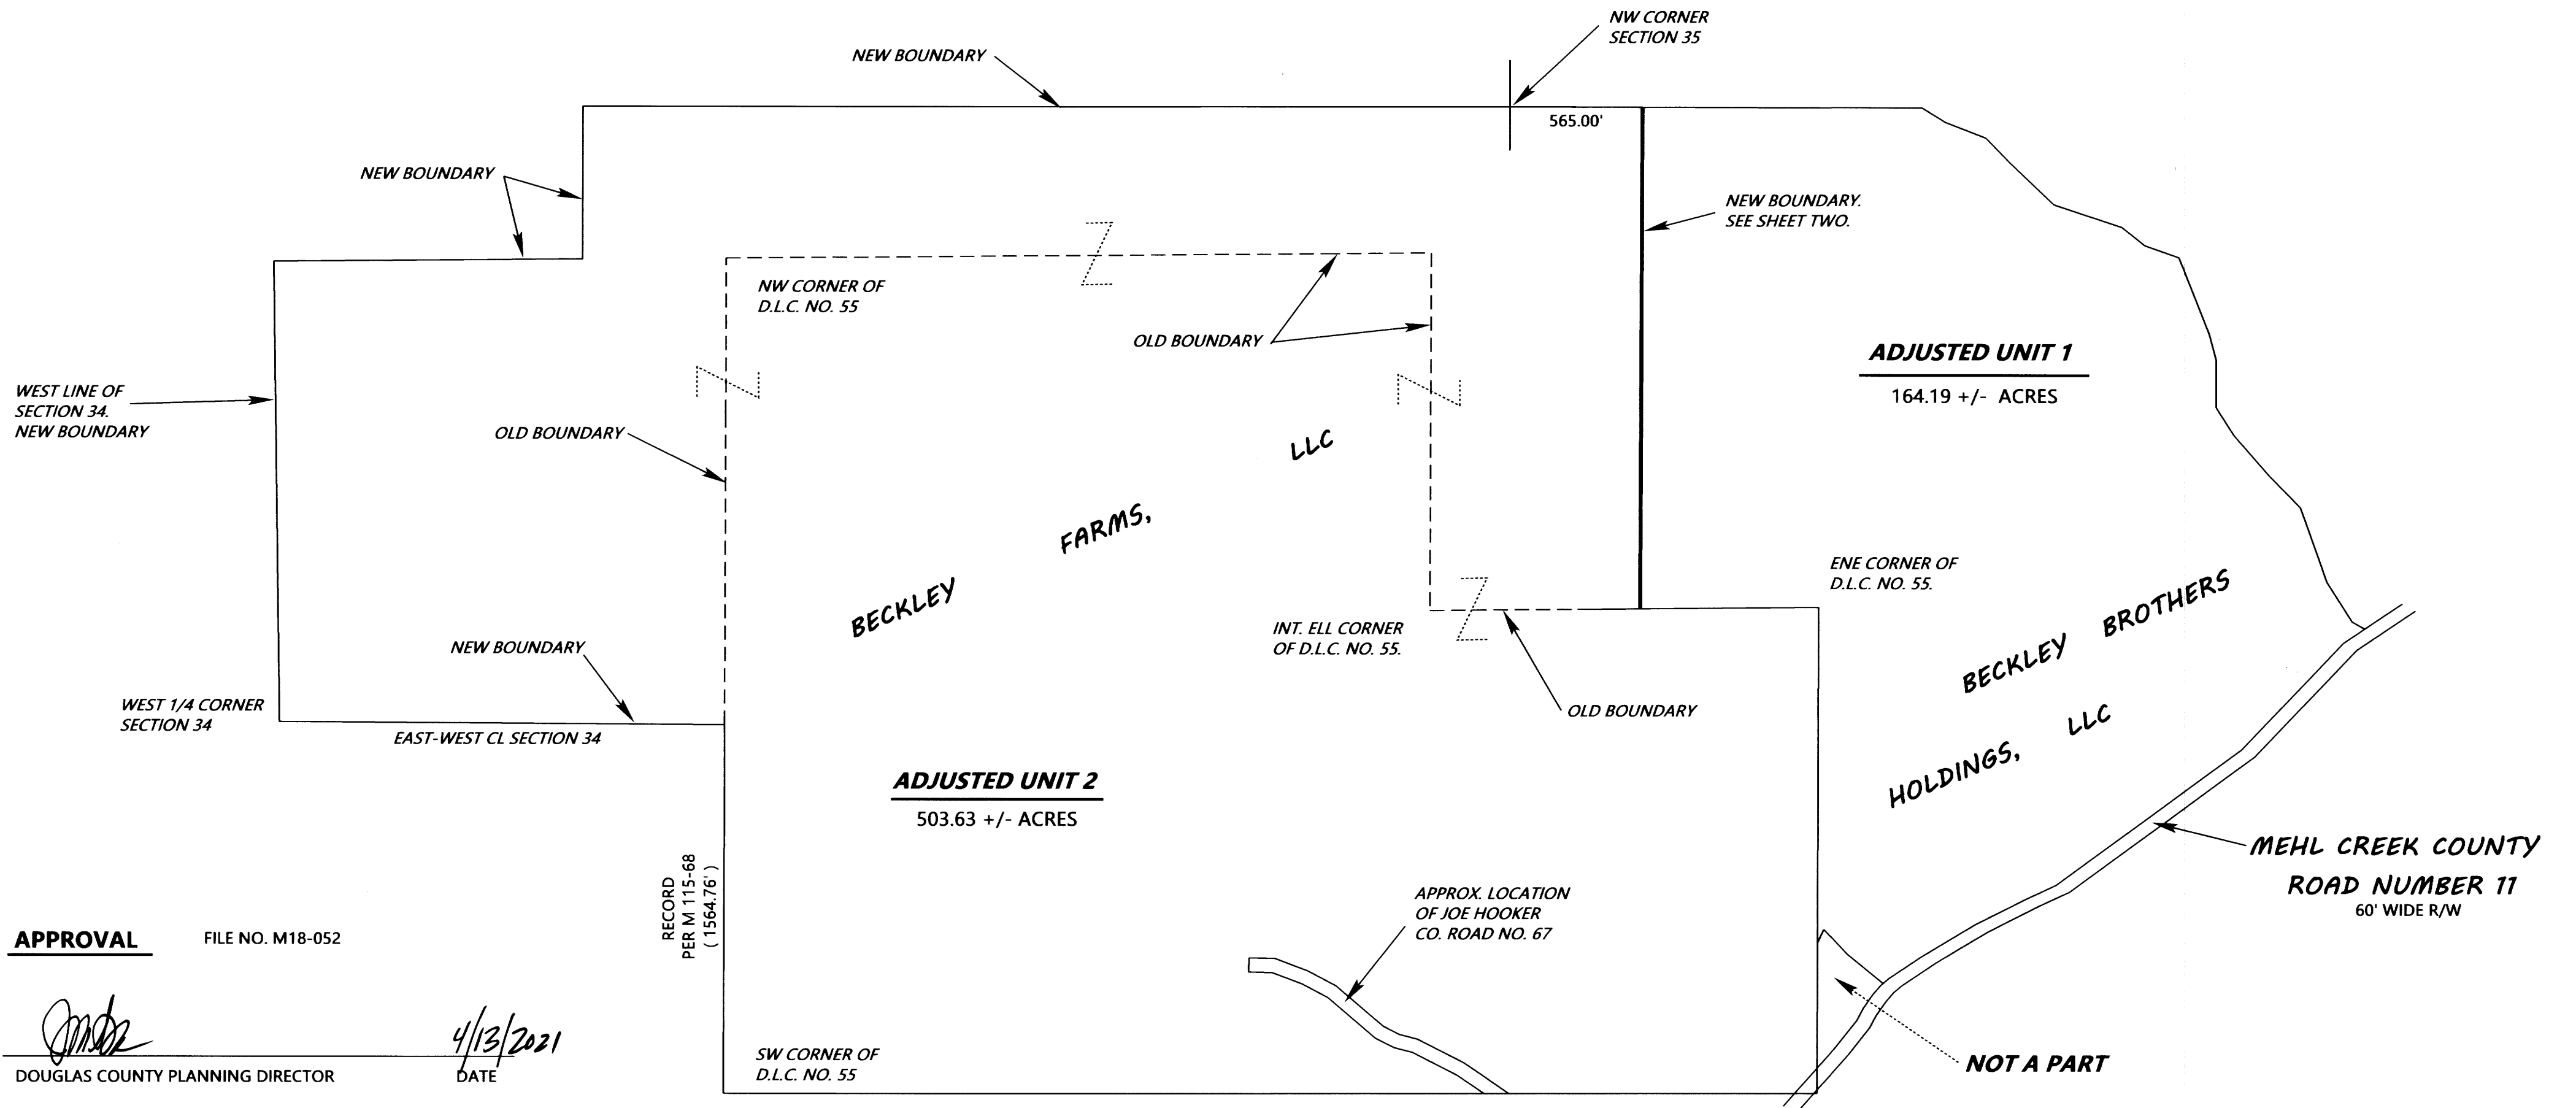 NW CORNER
SECTION 35
NEW BOUNDARY
565.00'
NEW BOUNDARY
NEW BOUNDARY.
SEE SHEET TWO.
NW CORNER OF
D.L.C. NO. 55
OLD BOUNDARY
ADJUSTED UNIT 1
164.19 +/- ACRES
WEST LINE OF
SECTION 34.
NEW BOUNDARY
OLD BOUNDARY
BECKLEY FARMS, LLC
ENE CORNER OF
D.L.C. NO. 55.
INT. ELL CORNER
OF D.L.C. NO. 55.
BECKLEY BROTHERS
HOLDINGS, LLC
NEW BOUNDARY
WEST 1/4 CORNER
SECTION 34
EAST-WEST CL SECTION 34
OLD BOUNDARY
ADJUSTED UNIT 2
503.63 +/- ACRES
RECORD
PER M 115-68
( 1564.76' )
APPROX. LOCATION
OF JOE HOOKER
CO. ROAD NO. 67
MEHL CREEK COUNTY
ROAD NUMBER 11
60' WIDE R/W
APPROVAL FILE NO. M18-052
4/13/2021
DOUGLAS COUNTY PLANNING DIRECTOR DATE
SW CORNER OF
D.L.C. NO. 55
NOT A PART